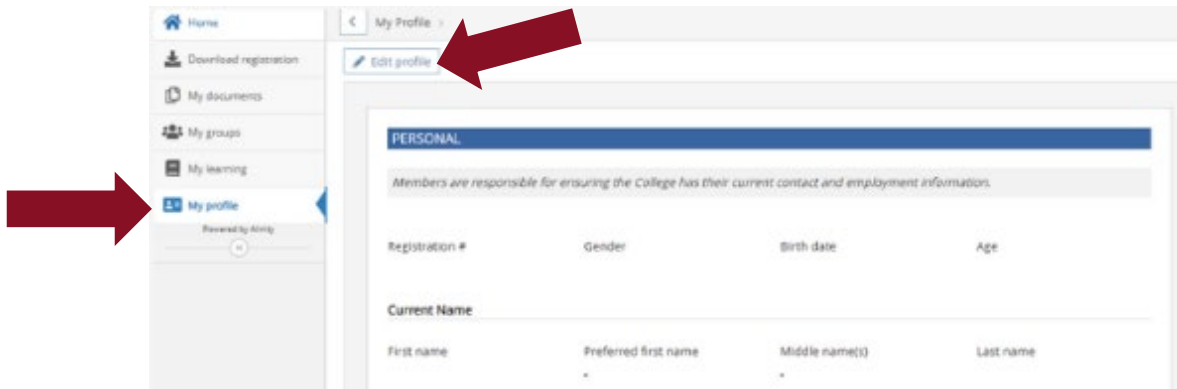 Home
Download registration
My documents
My groups
My learning
My profile
Powered by Alinity
My Profile
Edit profile
PERSONAL
Members are responsible for ensuring the College has their current contact and employment information.
Registration # Gender Birth date Age
Current Name
First name Preferred first name Middle name(s) Last name
- -